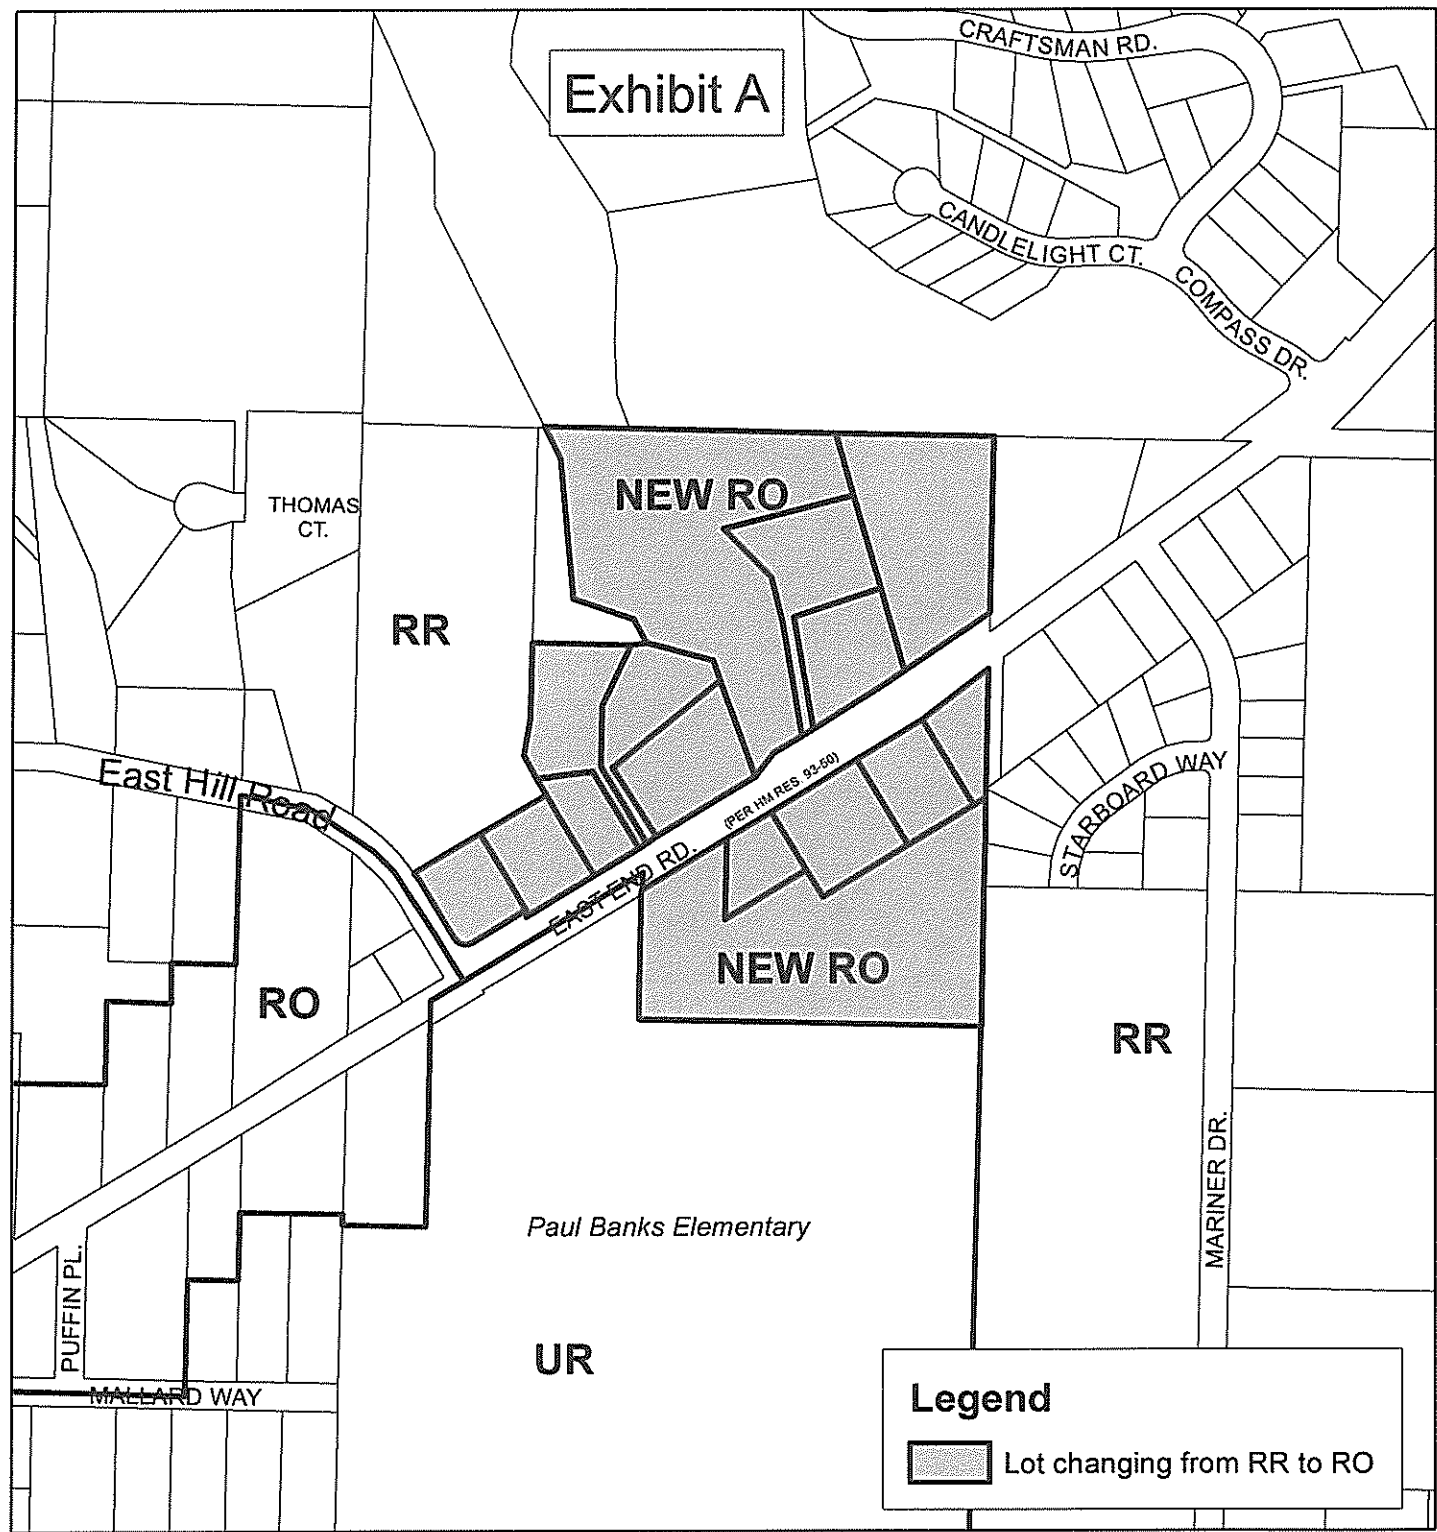 CRAFTSMAN RD.
Exhibit A
CANDLELIGHT CT.
COMPASS DR.
NEW RO
THOMAS
CT.
RR
(PER HM RES. 93-50)
STARBOARD WAY
East Hill Road
EAST END RD.
NEW RO
RO
RR
MARINER DR.
Paul Banks Elementary
PUFFIN PL.
UR
MALLARD WAY
Legend
Lot changing from RR to RO